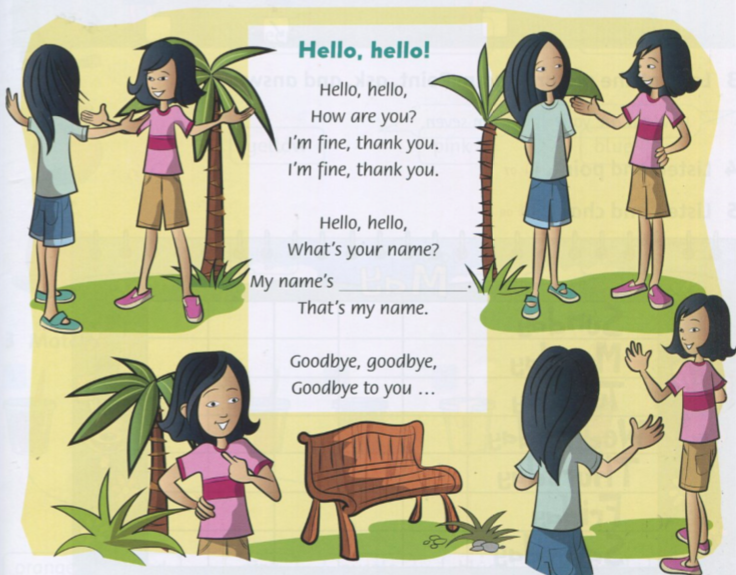 Hello, hello!
Hello, hello,
How are you?
I'm fine, thank you.
I'm fine, thank you.
Hello, hello,
What's your name?
My name's ____________.
That's my name.
Goodbye, goodbye,
Goodbye to you ...